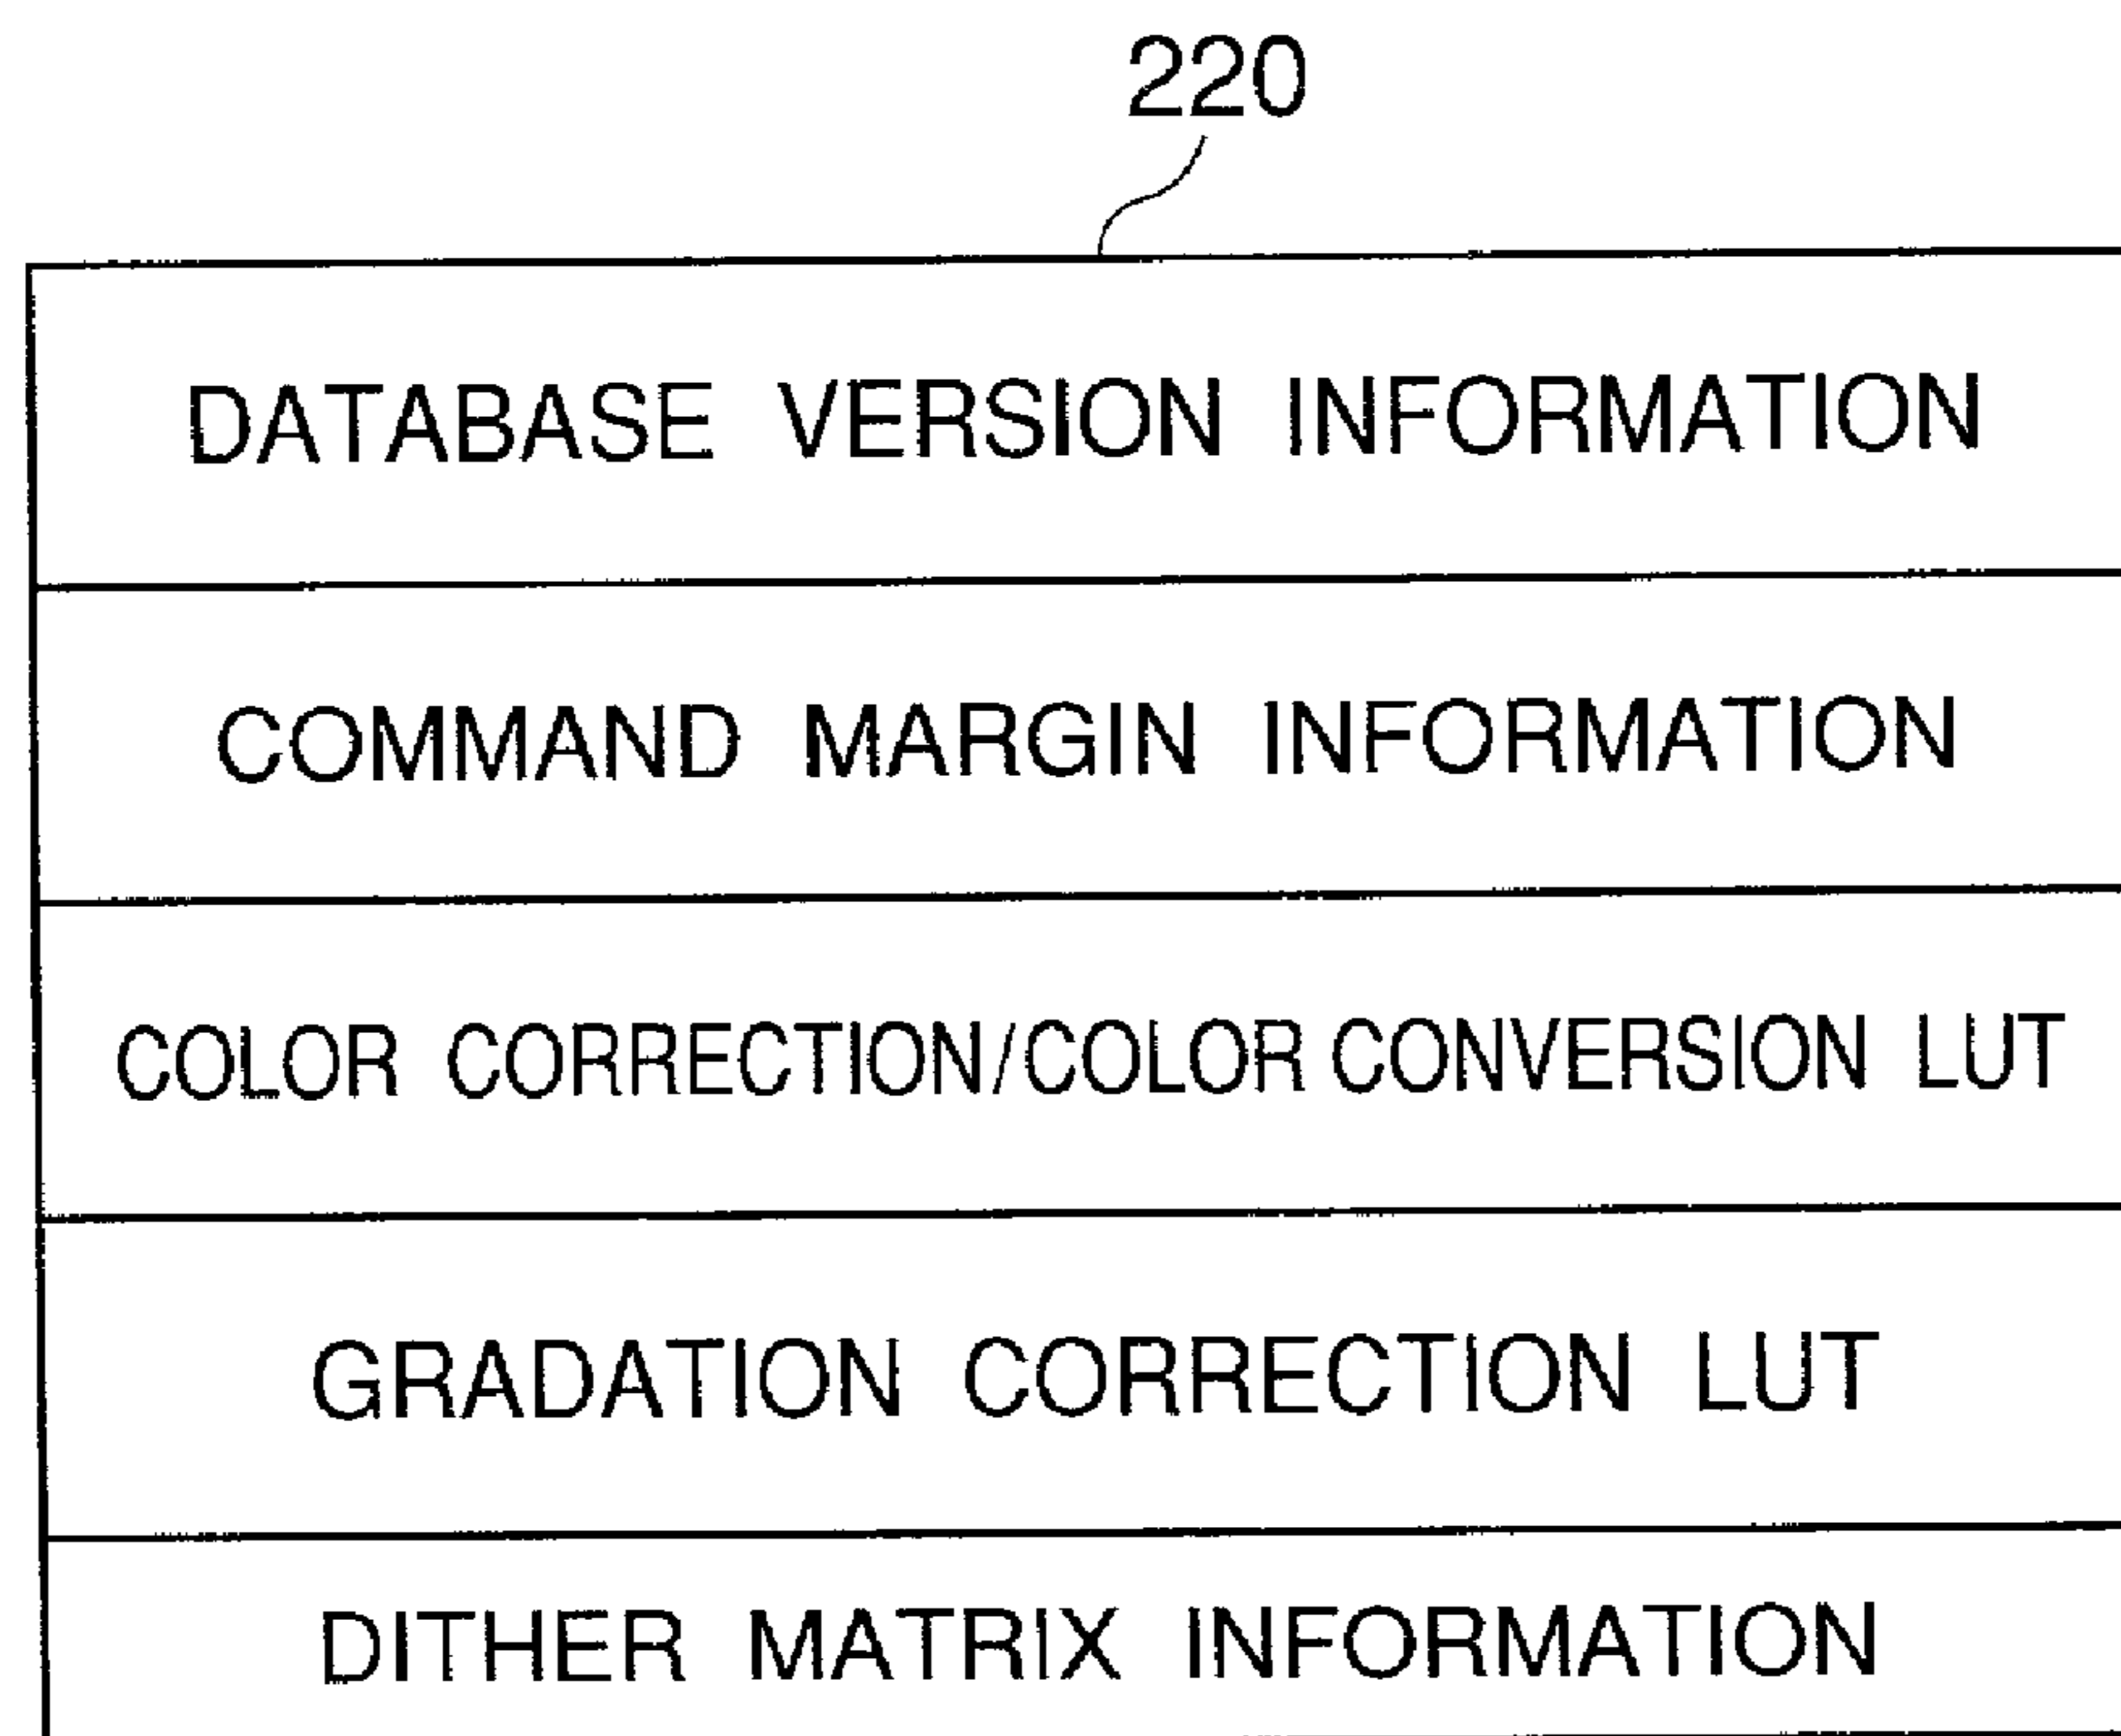 220
DATABASE VERSION INFORMATION
COMMAND MARGIN INFORMATION
COLOR CORRECTION/COLOR CONVERSION LUT
GRADATION CORRECTION LUT
DITHER MATRIX INFORMATION